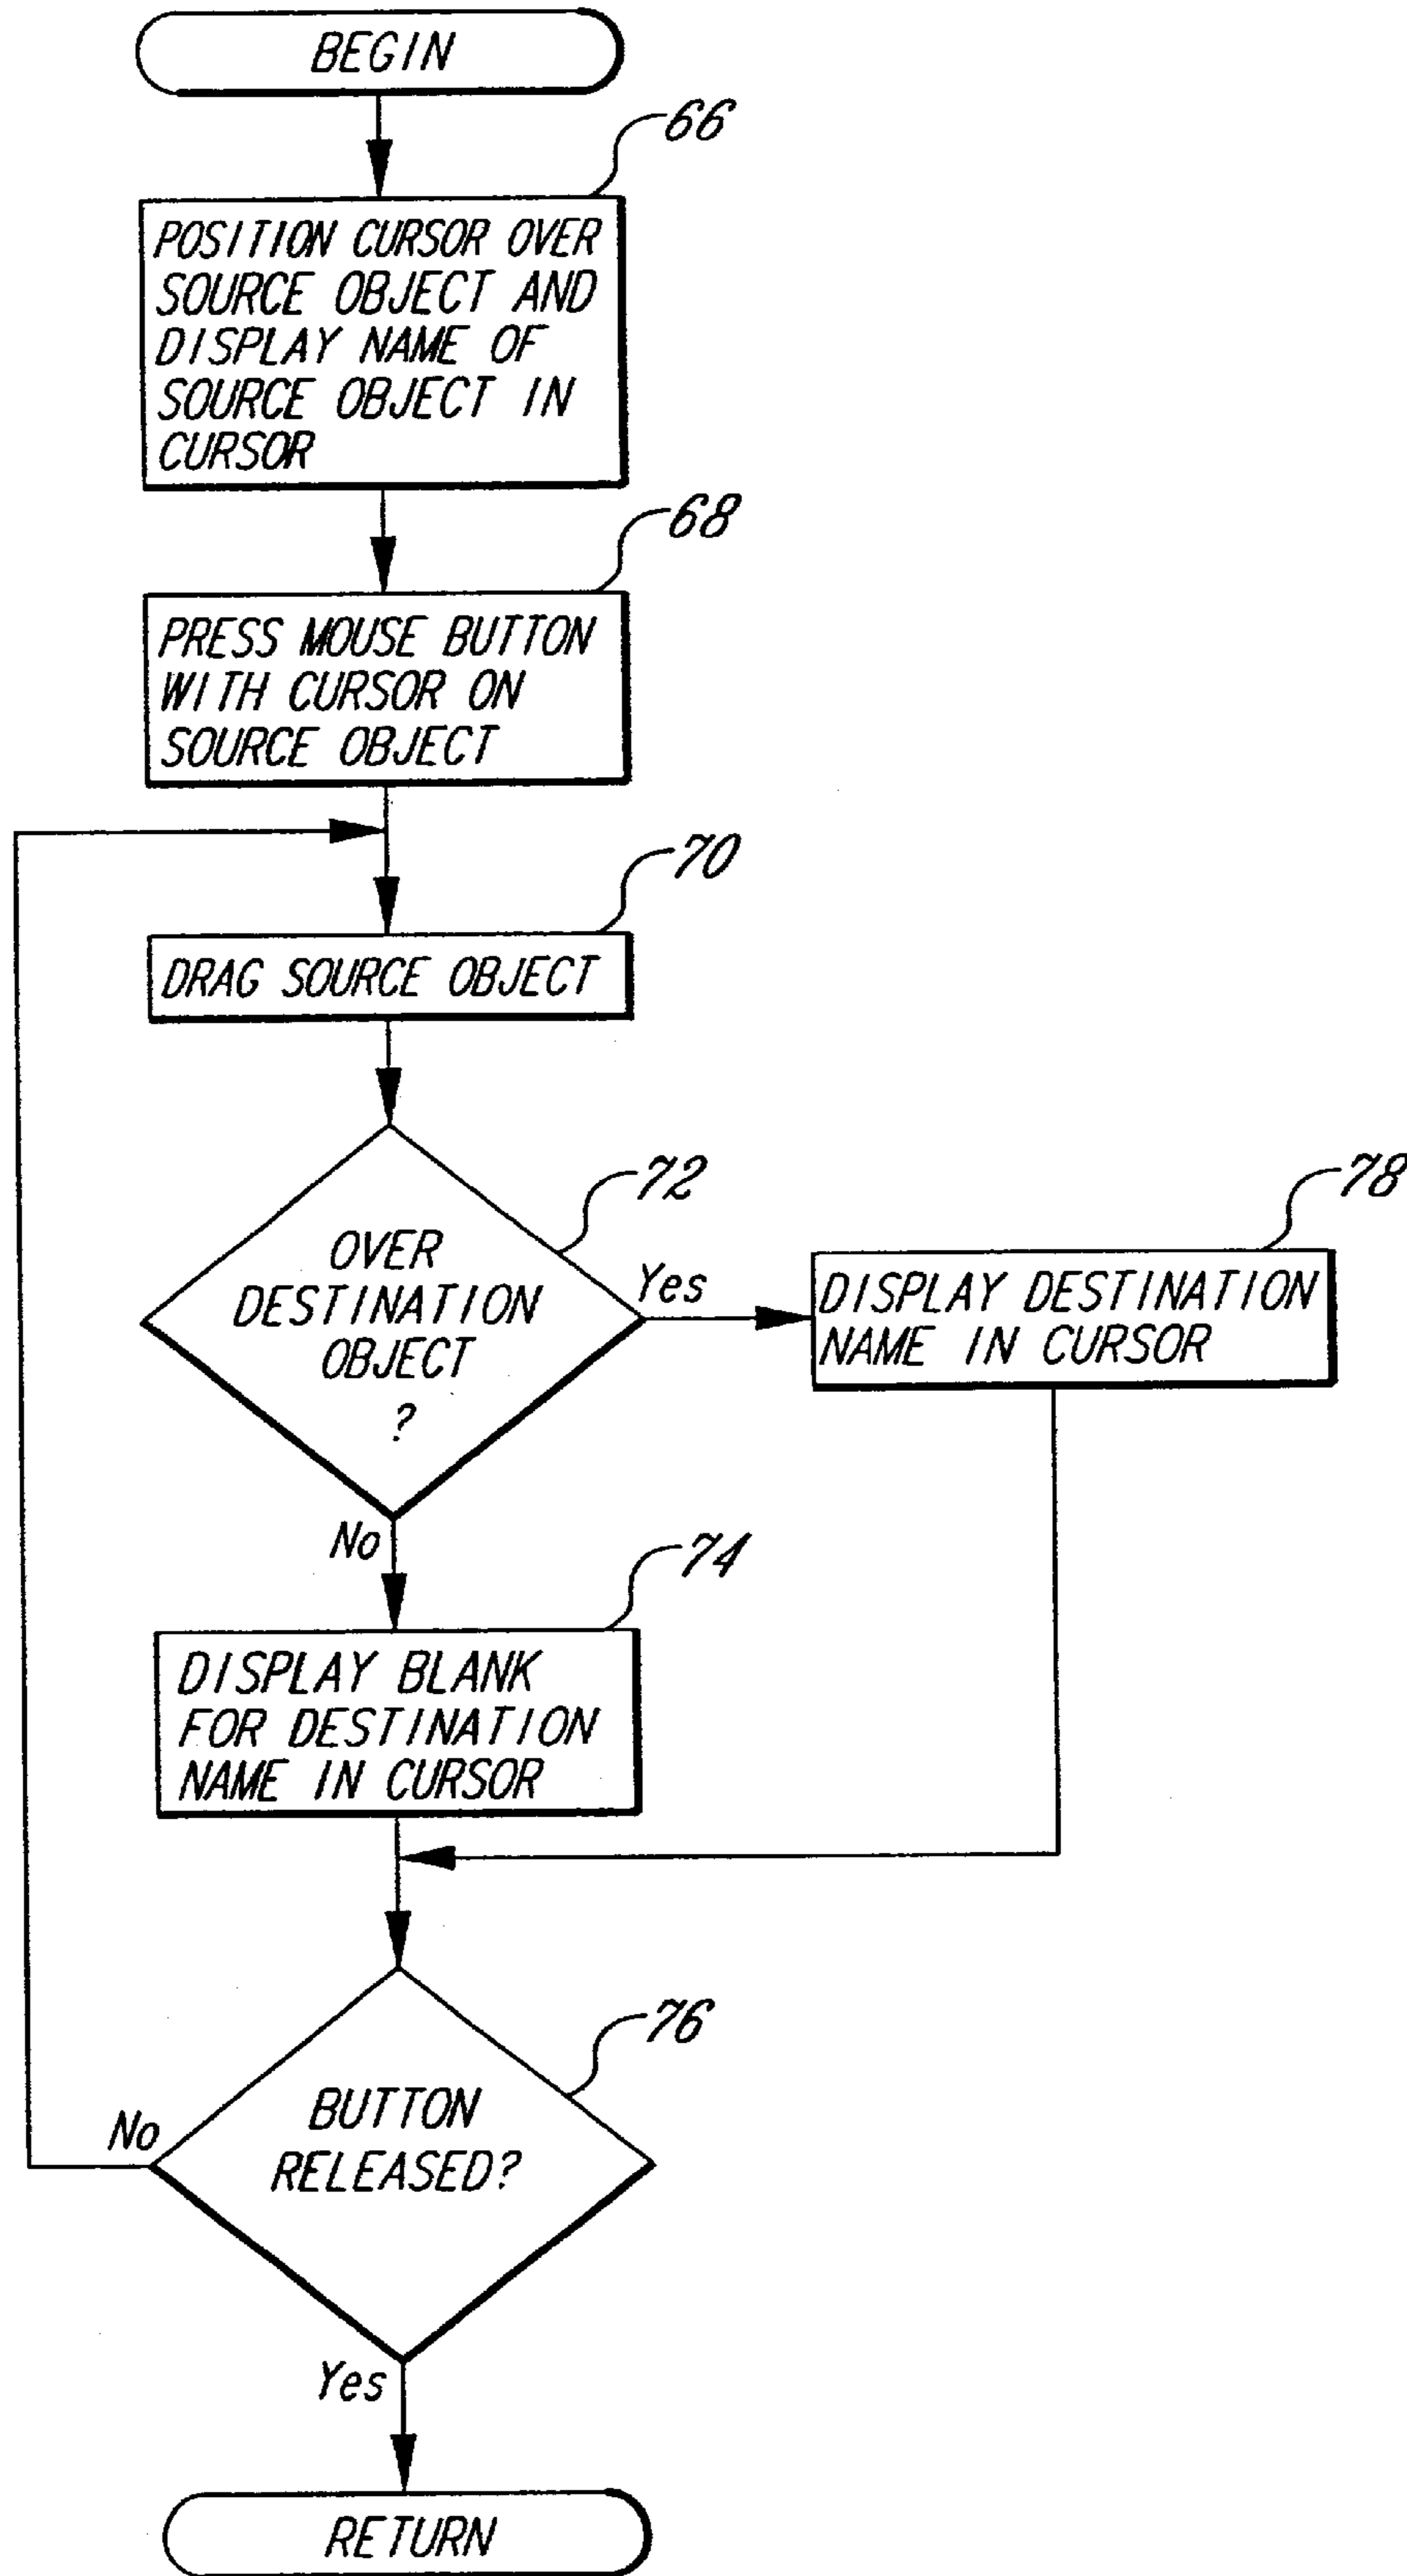 BEGIN
66
POSITION CURSOR OVER
SOURCE OBJECT AND
DISPLAY NAME OF
SOURCE OBJECT IN
CURSOR
68
PRESS MOUSE BUTTON
WITH CURSOR ON
SOURCE OBJECT
70
DRAG SOURCE OBJECT
72
OVER
DESTINATION
OBJECT
?
Yes
78
DISPLAY DESTINATION
NAME IN CURSOR
No
74
DISPLAY BLANK
FOR DESTINATION
NAME IN CURSOR
76
BUTTON
RELEASED?
No
Yes
RETURN